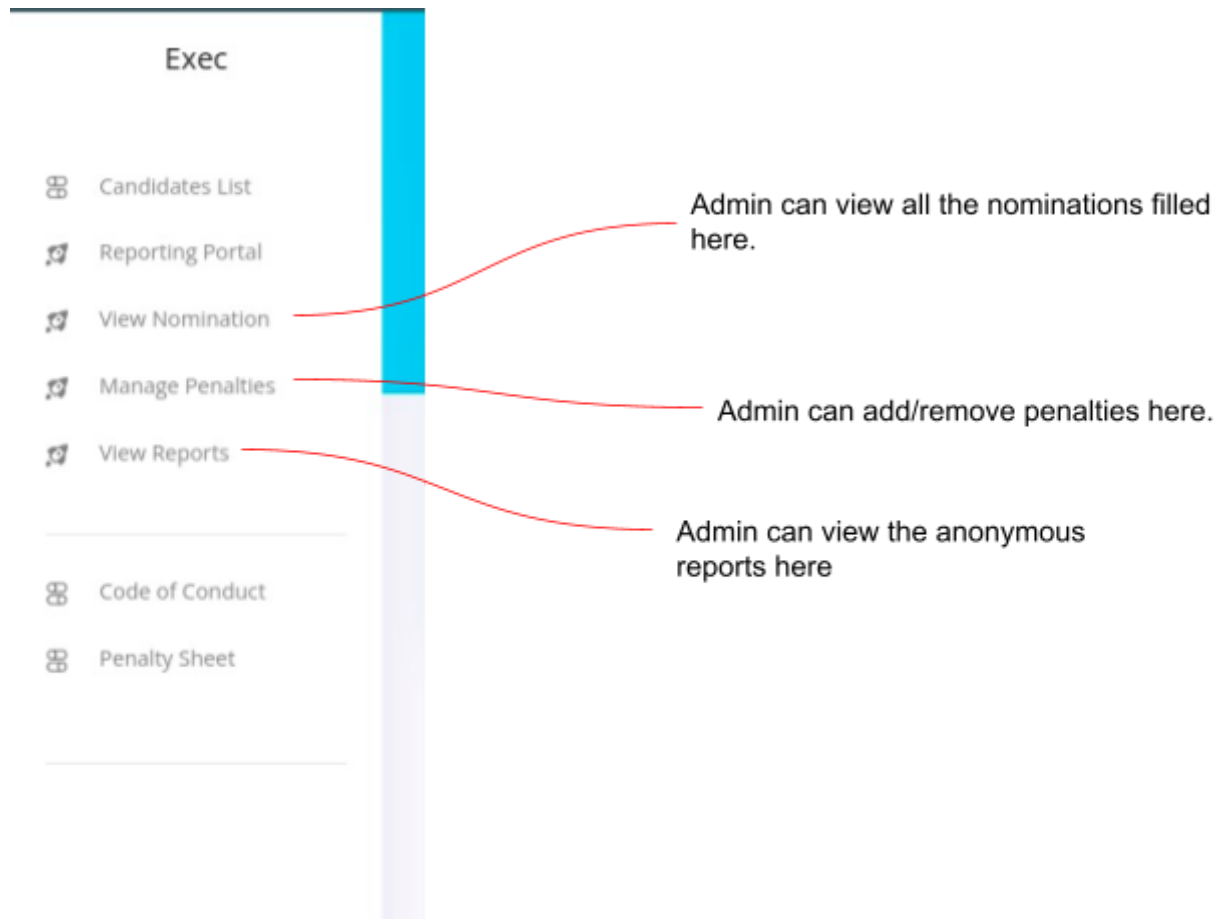 Exec
Candidates List
Reporting Portal
View Nomination
Manage Penalties
View Reports
Code of Conduct
Penalty Sheet
Admin can view all the nominations filled
here.
Admin can add/remove penalties here.
Admin can view the anonymous
reports here